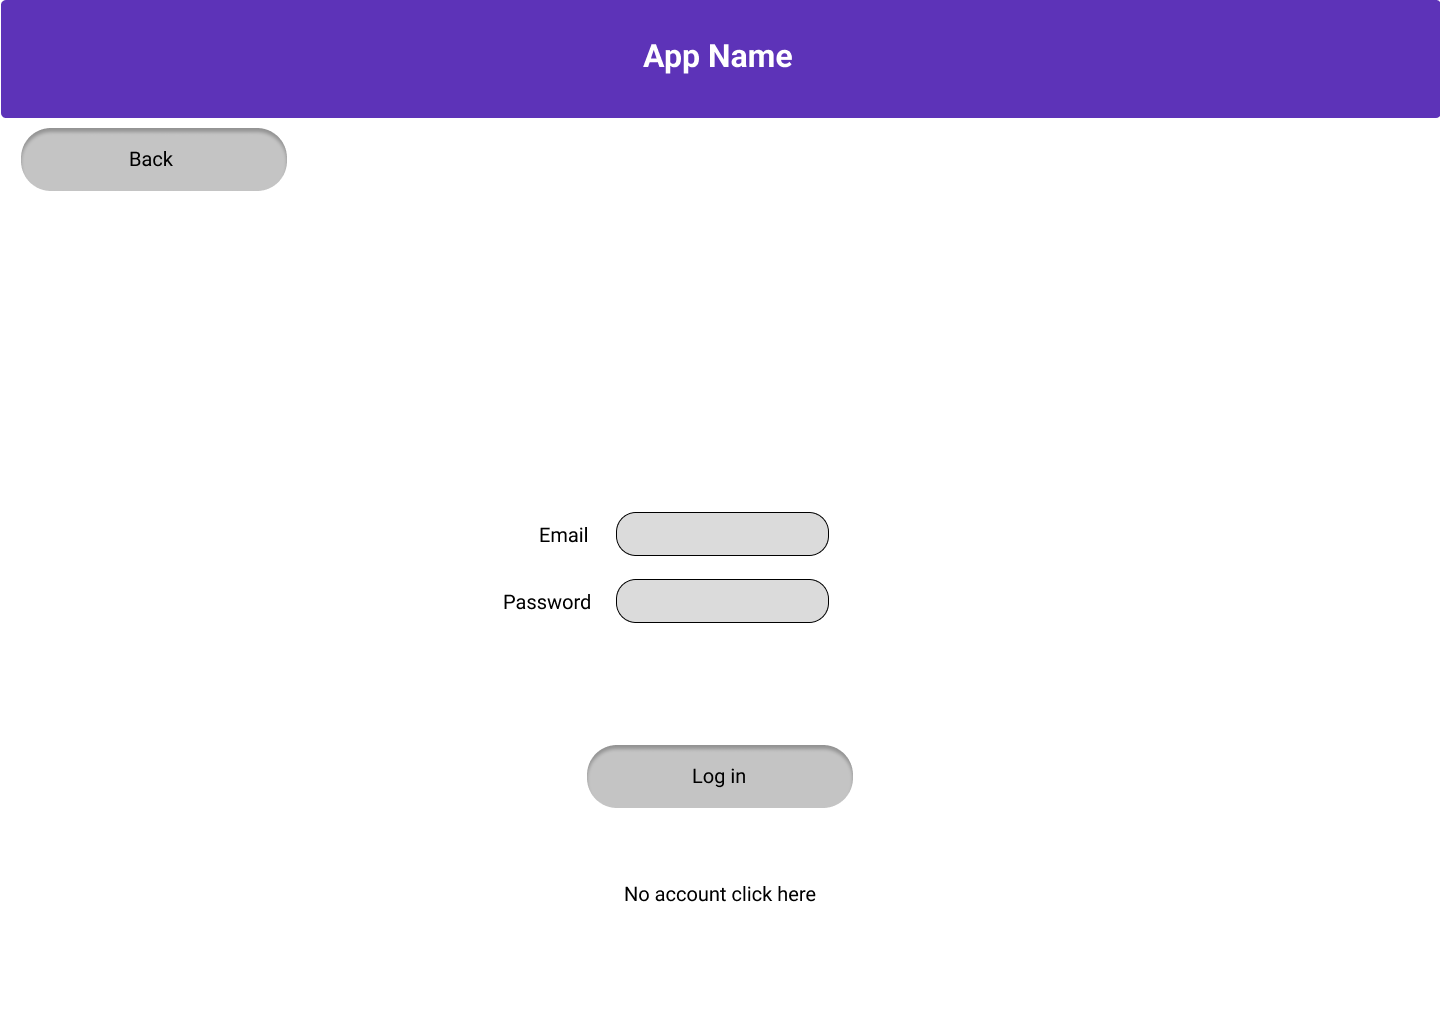 App Name
Back
Email
Password
Log in
No account click here